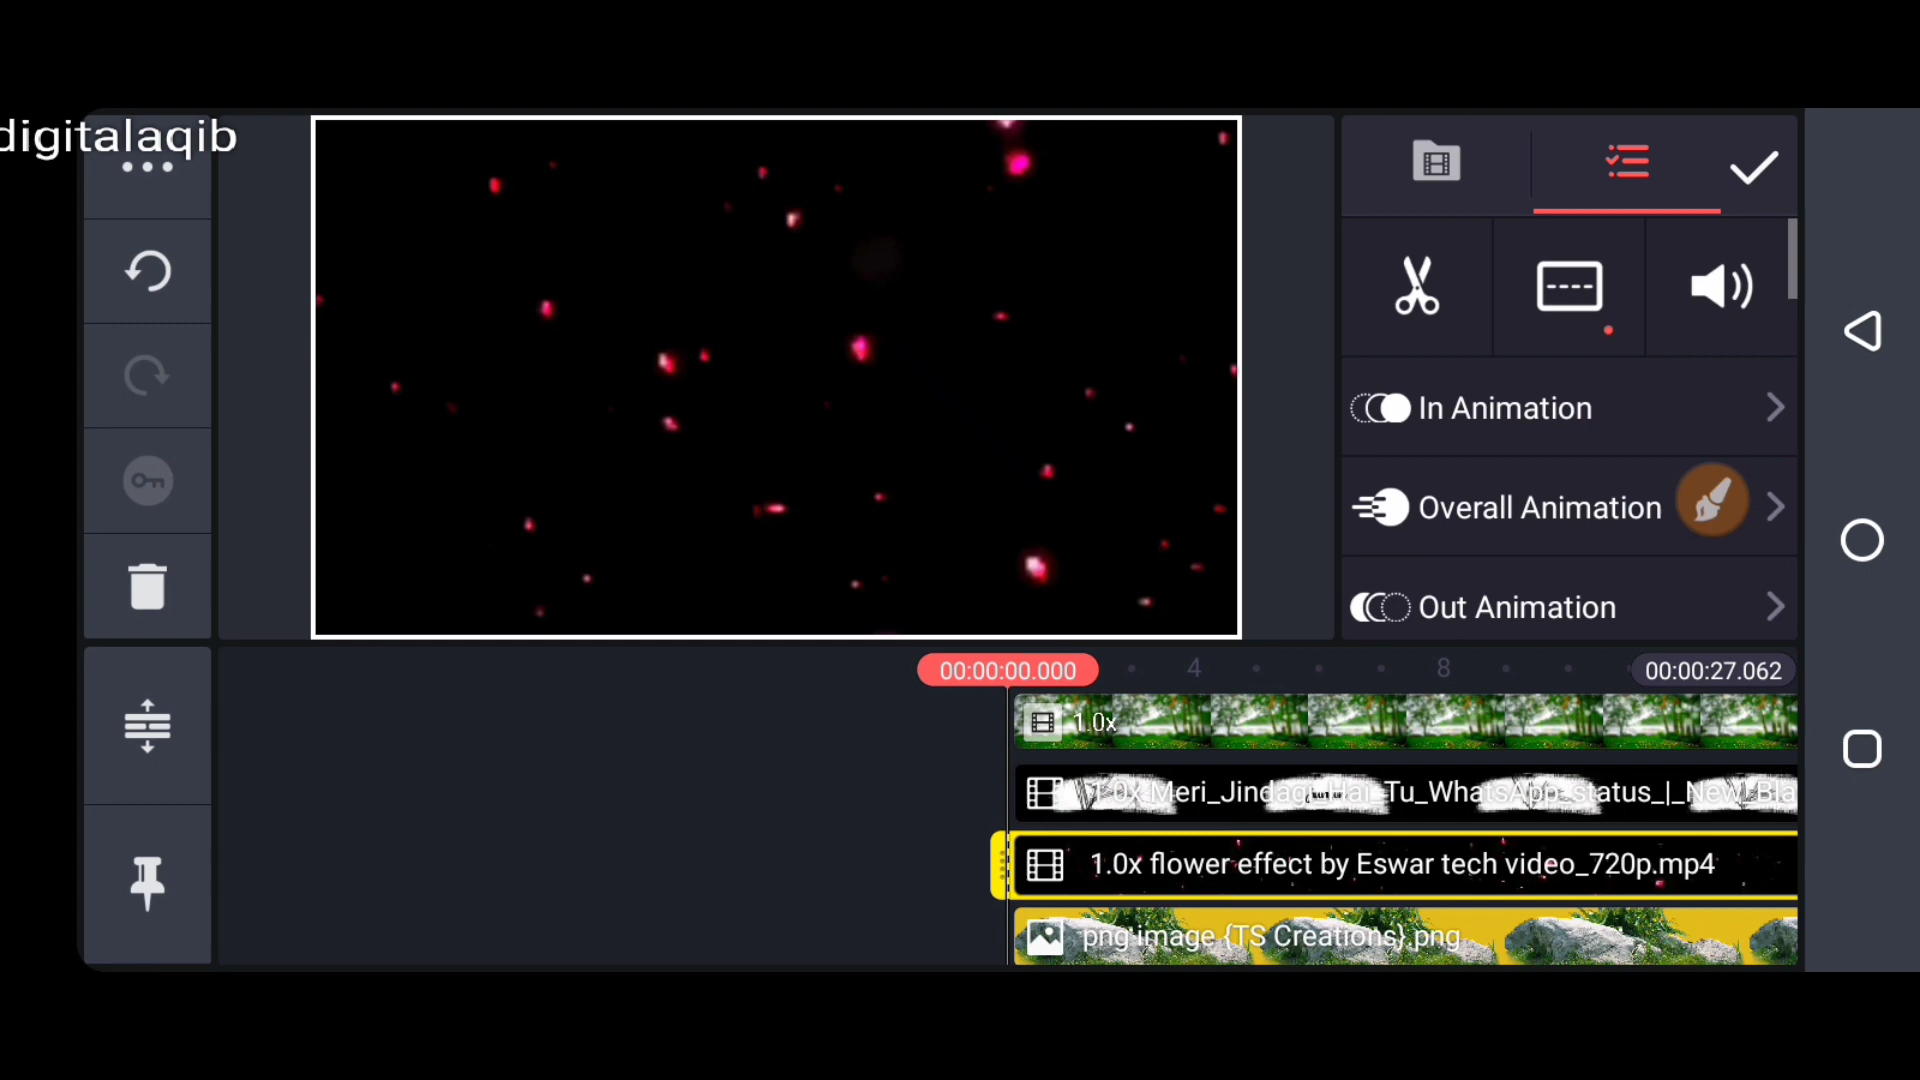 digitalaqib
In Animation
Overall Animation
Out Animation
00:00:00.000
4
8
00:00:27.062
1.0x
1.0x Meri_Jindagi_Hai_Tu_WhatsApp_status_|_New_Bla
1.0x flower effect by Eswar tech video_720p.mp4
png image {TS Creations}.png